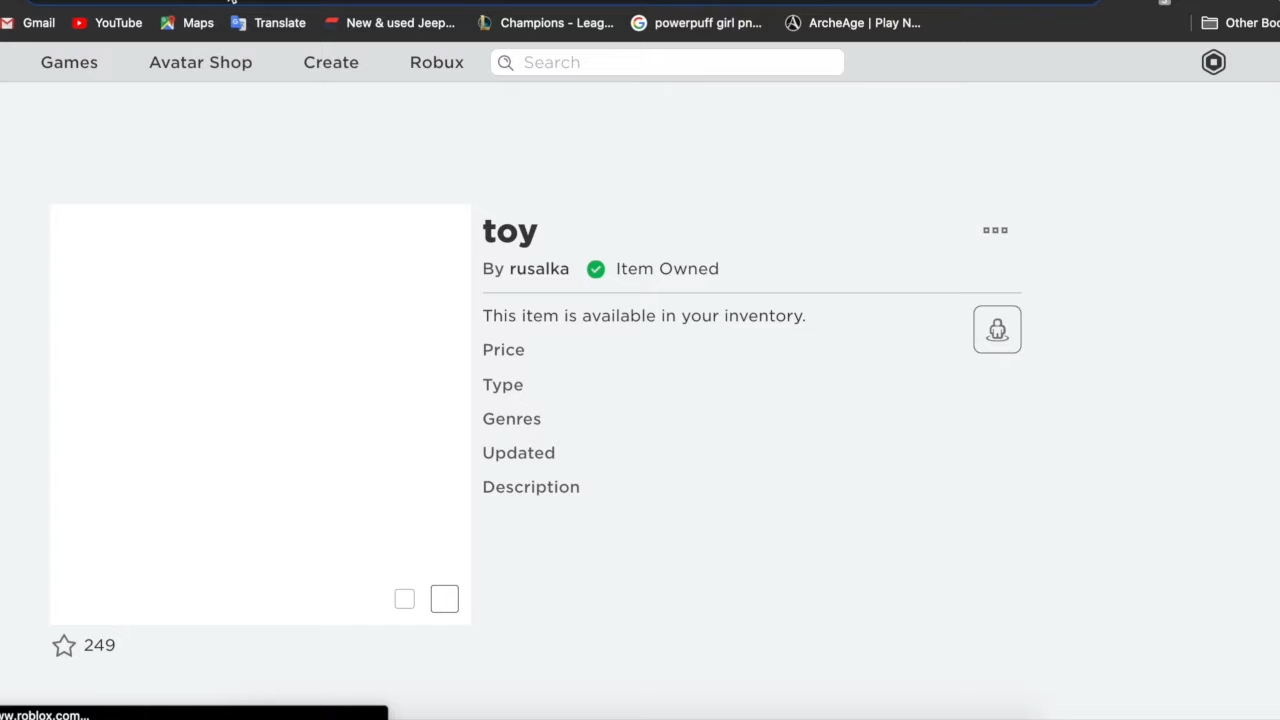 Gmail YouTube Maps Translate New & used Jeep... Champions - Leag... powerpuff girl pn... ArcheAge | Play N... Other Boo
Games Avatar Shop Create Robux Search
toy
By rusalka Item Owned
This item is available in your inventory.
Price
Type
Genres
Updated
Description
249
ww.roblox.com...